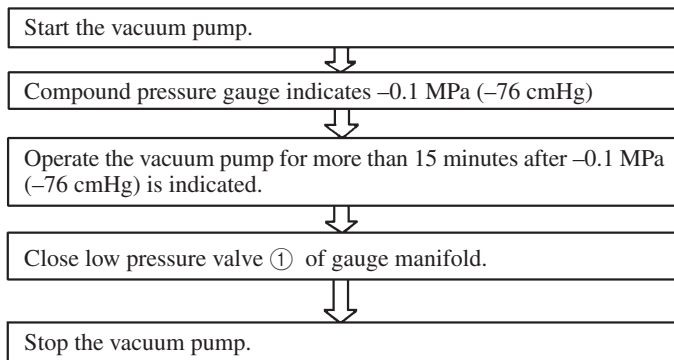 Start the vacuum pump.
Compound pressure gauge indicates –0.1 MPa (–76 cmHg)
Operate the vacuum pump for more than 15 minutes after –0.1 MPa
(–76 cmHg) is indicated.
Close low pressure valve ① of gauge manifold.
Stop the vacuum pump.